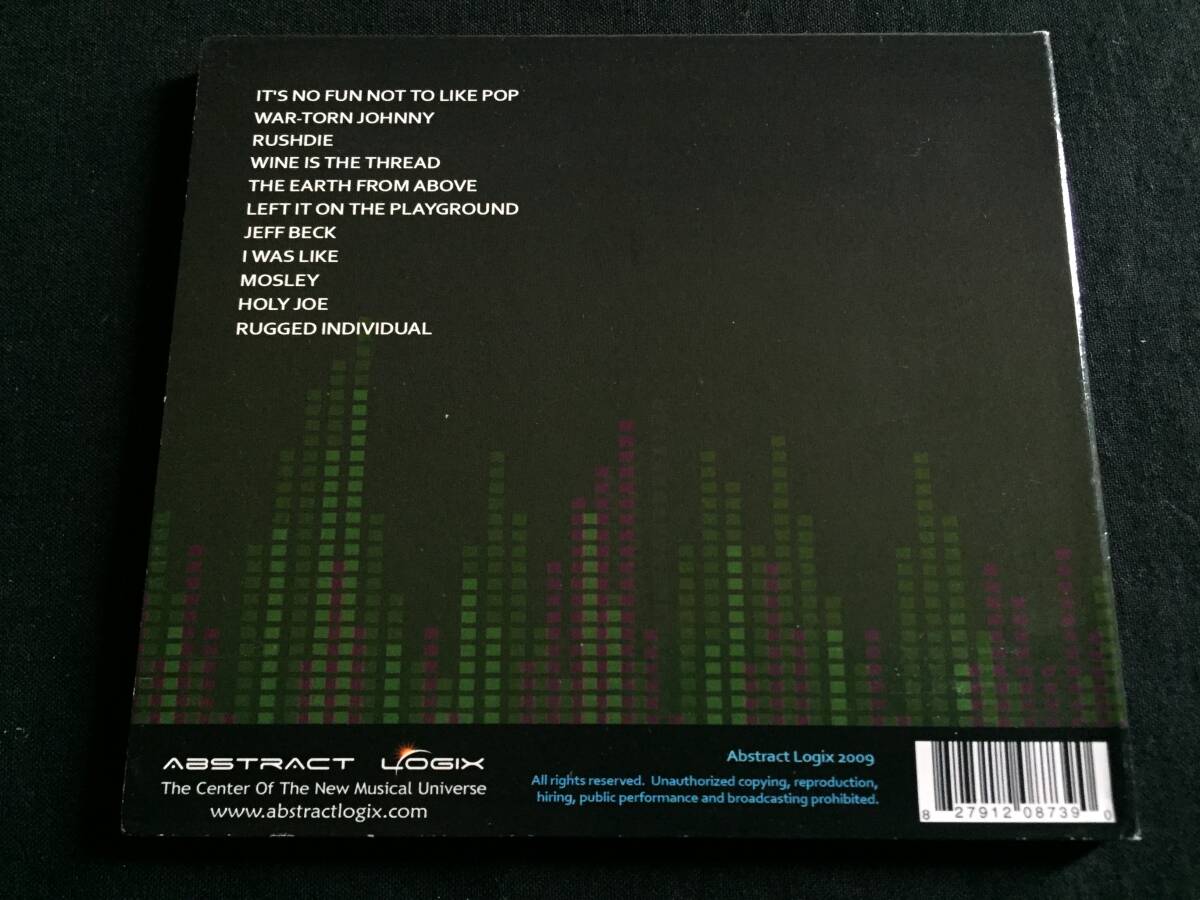 IT'S NO FUN NOT TO LIKE POP
WAR-TORN JOHNNY
RUSHDIE
WINE IS THE THREAD
THE EARTH FROM ABOVE
LEFT IT ON THE PLAYGROUND
JEFF BECK
I WAS LIKE
MOSLEY
HOLY JOE
RUGGED INDIVIDUAL
ABSTRACT LOGIX
The Center Of The New Musical Universe
www.abstractlogix.com
Abstract Logix 2009
All rights reserved. Unauthorized copying, reproduction,
hiring, public performance and broadcasting prohibited.
8 27912 08739 0